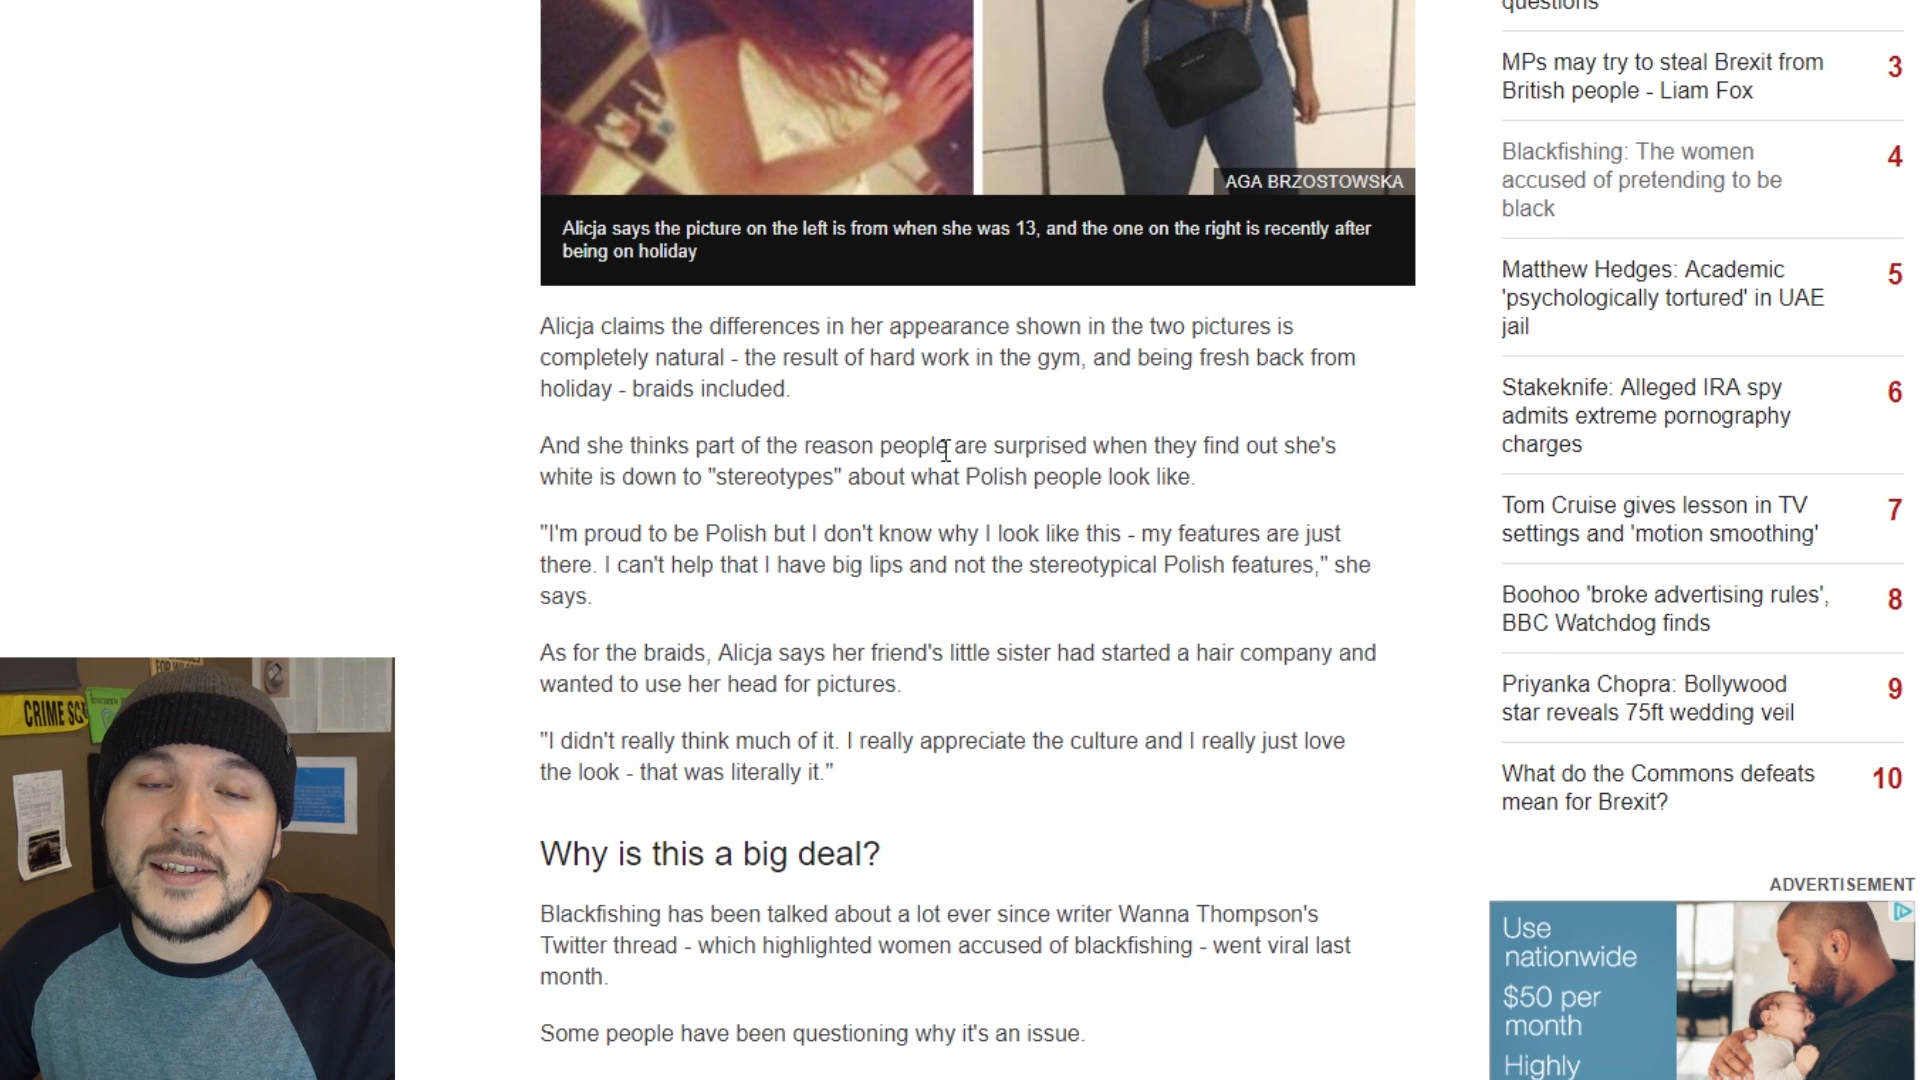 AGA BRZOSTOWSKA
Alicja says the picture on the left is from when she was 13, and the one on the right is recently after
being on holiday
Alicja claims the differences in her appearance shown in the two pictures is
completely natural - the result of hard work in the gym, and being fresh back from
holiday - braids included.
And she thinks part of the reason people are surprised when they find out she's
white is down to "stereotypes" about what Polish people look like.
"I'm proud to be Polish but I don't know why I look like this - my features are just
there. I can't help that I have big lips and not the stereotypical Polish features," she
says.
As for the braids, Alicja says her friend's little sister had started a hair company and
wanted to use her head for pictures.
"I didn't really think much of it. I really appreciate the culture and I really just love
the look - that was literally it."
Why is this a big deal?
Blackfishing has been talked about a lot ever since writer Wanna Thompson's
Twitter thread - which highlighted women accused of blackfishing - went viral last
month.
Some people have been questioning why it's an issue.
questions
MPs may try to steal Brexit from
British people - Liam Fox
3
Blackfishing: The women
accused of pretending to be
black
4
Matthew Hedges: Academic
'psychologically tortured' in UAE
jail
5
Stakeknife: Alleged IRA spy
admits extreme pornography
charges
6
Tom Cruise gives lesson in TV
settings and 'motion smoothing'
7
Boohoo 'broke advertising rules',
BBC Watchdog finds
8
Priyanka Chopra: Bollywood
star reveals 75ft wedding veil
9
What do the Commons defeats
mean for Brexit?
10
ADVERTISEMENT
Use
nationwide
$50 per
month
Highly
CRIME SC